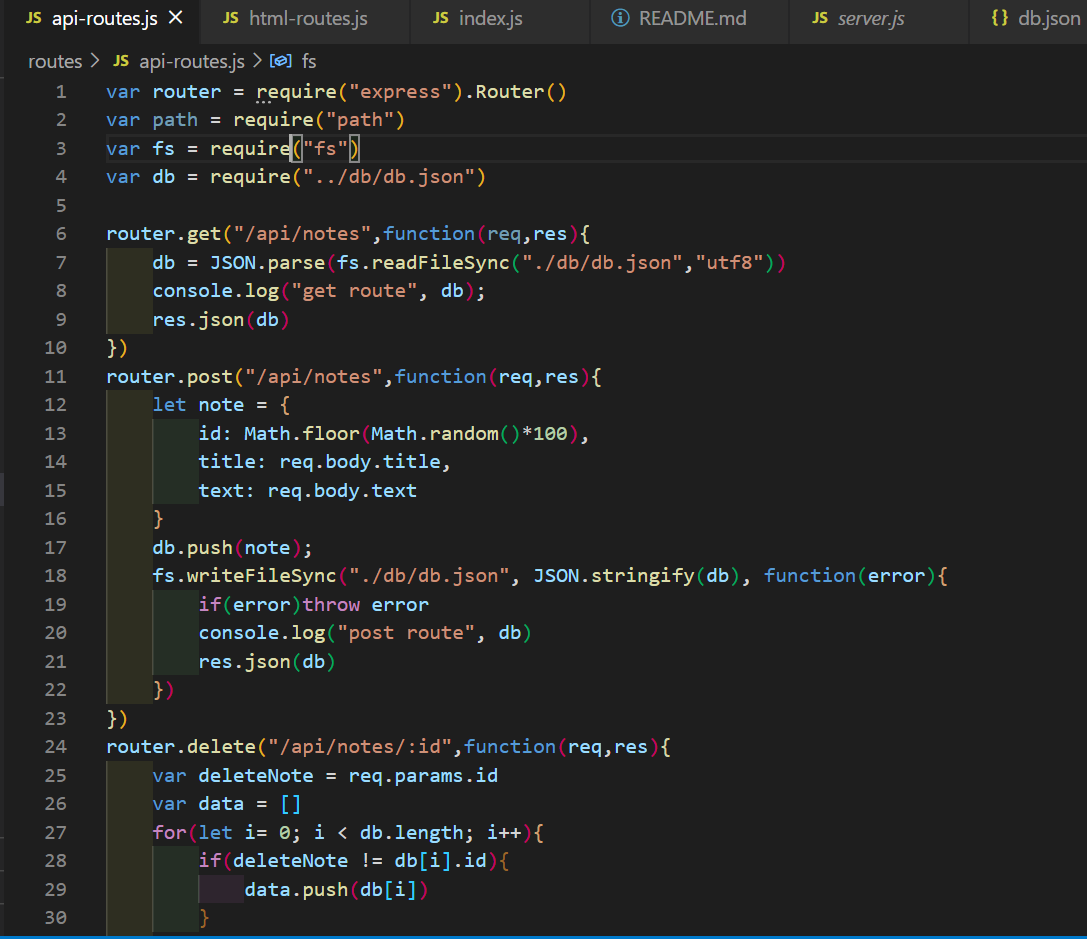 JS api-routes.js × JS html-routes.js JS index.js README.md JS server.js {} db.json
routes > JS api-routes.js > fs
1 var router = require("express").Router()
2 var path = require("path")
3 var fs = require("fs")
4 var db = require("../db/db.json")
5
6 router.get("/api/notes",function(req,res){
7     db = JSON.parse(fs.readFileSync("./db/db.json","utf8"))
8     console.log("get route", db);
9     res.json(db)
10 })
11 router.post("/api/notes",function(req,res){
12     let note = {
13         id: Math.floor(Math.random()*100),
14         title: req.body.title,
15         text: req.body.text
16     }
17     db.push(note);
18     fs.writeFileSync("./db/db.json", JSON.stringify(db), function(error){
19         if(error)throw error
20         console.log("post route", db)
21         res.json(db)
22     })
23 })
24 router.delete("/api/notes/:id",function(req,res){
25     var deleteNote = req.params.id
26     var data = []
27     for(let i= 0; i < db.length; i++){
28         if(deleteNote != db[i].id){
29             data.push(db[i])
30         }